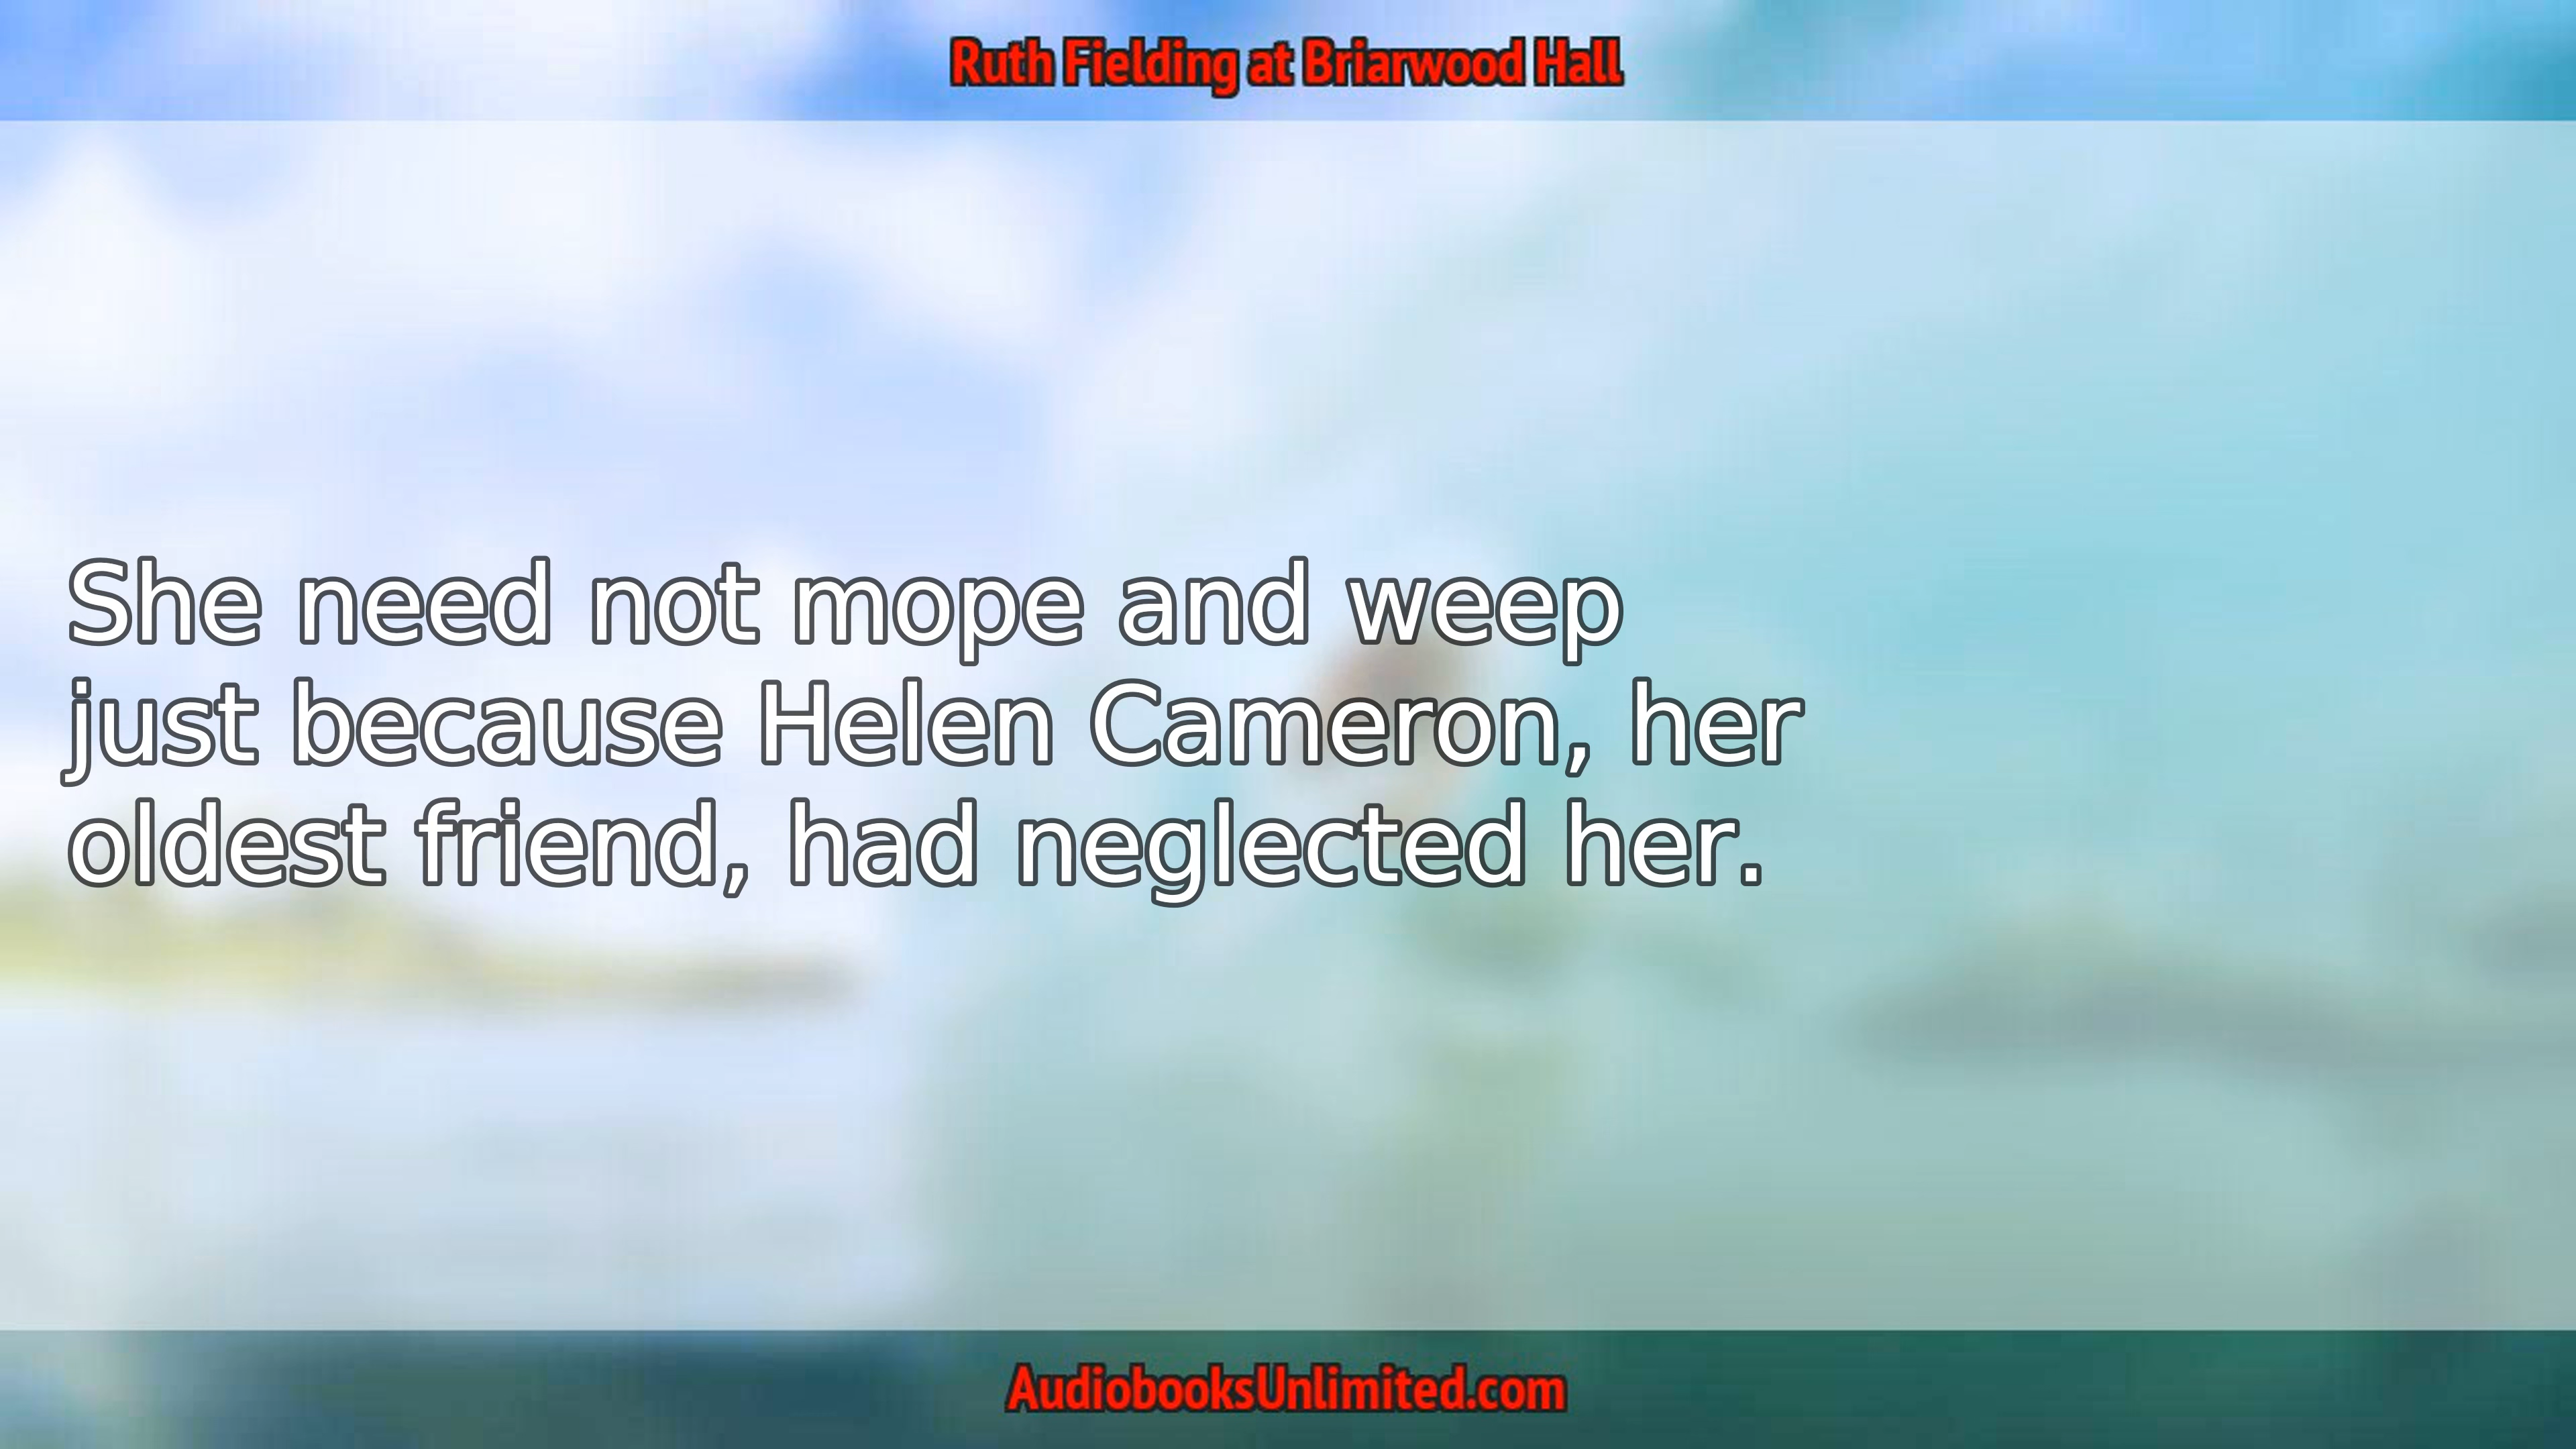 Ruth Fielding at Briarwood Hall
She need not mope and weep
just because Helen Cameron, her
oldest friend, had neglected her.
AudiobooksUnlimited.com